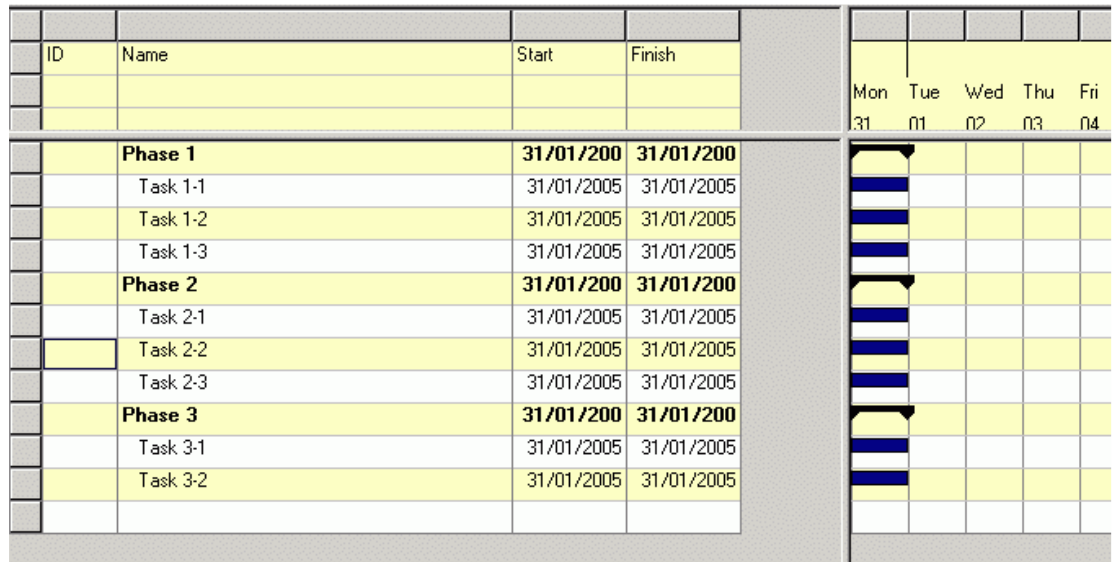 ID Name Start Finish
Mon Tue Wed Thu Fri
31 01 02 03 04
Phase 1 31/01/200 31/01/200
Task 1-1 31/01/2005 31/01/2005
Task 1-2 31/01/2005 31/01/2005
Task 1-3 31/01/2005 31/01/2005
Phase 2 31/01/200 31/01/200
Task 2-1 31/01/2005 31/01/2005
Task 2-2 31/01/2005 31/01/2005
Task 2-3 31/01/2005 31/01/2005
Phase 3 31/01/200 31/01/200
Task 3-1 31/01/2005 31/01/2005
Task 3-2 31/01/2005 31/01/2005